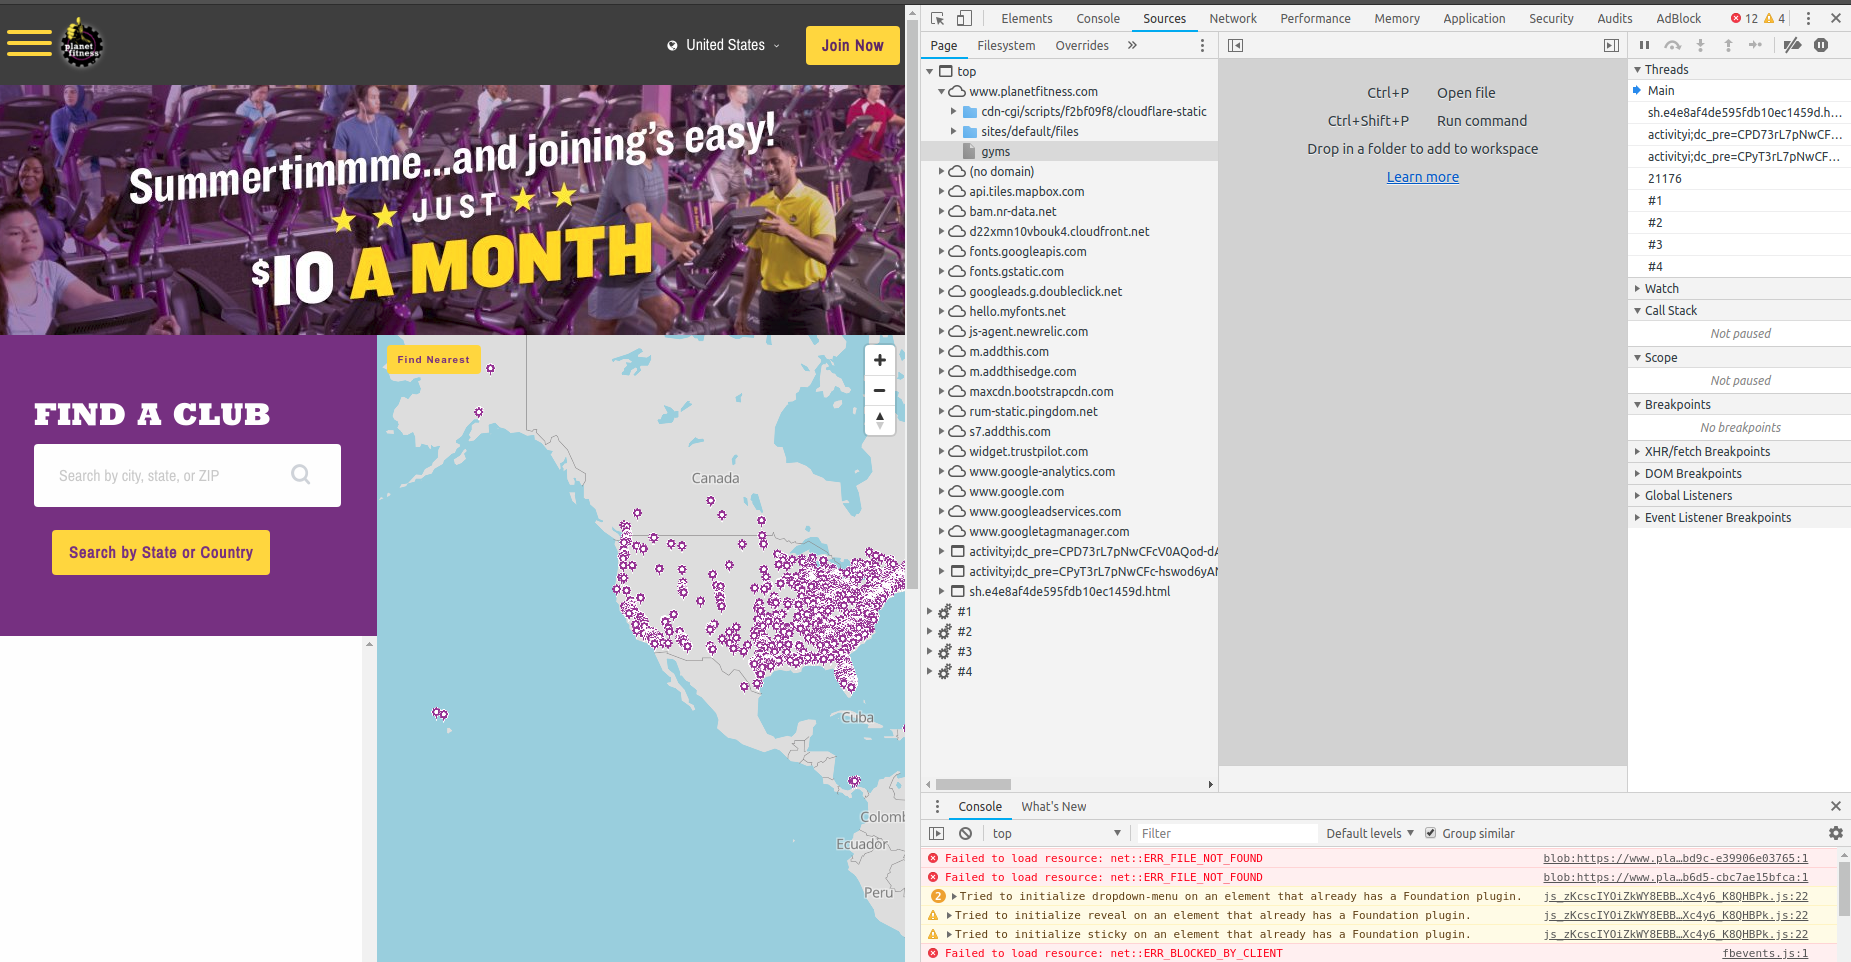 planet
fitness
United States
Join Now
Summertimmme...and joining's easy!
JUST
$10 A MONTH
Find Nearest
FIND A CLUB
Search by city, state, or ZIP
Search by State or Country
Canada
Cuba
Colomb
Ecuador
Peru
Elements Console Sources Network Performance Memory Application Security Audits AdBlock 12 4
Page Filesystem Overrides
top
www.planetfitness.com
cdn-cgi/scripts/f2bf09f8/cloudflare-static
sites/default/files
gyms
(no domain)
api.tiles.mapbox.com
bam.nr-data.net
d22xmn10vbouk4.cloudfront.net
fonts.googleapis.com
fonts.gstatic.com
googleads.g.doubleclick.net
hello.myfonts.net
js-agent.newrelic.com
m.addthis.com
m.addthisedge.com
maxcdn.bootstrapcdn.com
rum-static.pingdom.net
s7.addthis.com
widget.trustpilot.com
www.google-analytics.com
www.google.com
www.googleadservices.com
www.googletagmanager.com
activityi;dc_pre=CPD73rL7pNwCFcV0AQod-dA
activityi;dc_pre=CPyT3rL7pNwCFc-hswod6yAM
sh.e4e8af4de595fdb10ec1459d.html
#1
#2
#3
#4
Ctrl+P Open file
Ctrl+Shift+P Run command
Drop in a folder to add to workspace
Learn more
Threads
Main
sh.e4e8af4de595fdb10ec1459d.h...
activityi;dc_pre=CPD73rL7pNwCF...
activityi;dc_pre=CPyT3rL7pNwCF...
21176
#1
#2
#3
#4
Watch
Call Stack
Not paused
Scope
Not paused
Breakpoints
No breakpoints
XHR/fetch Breakpoints
DOM Breakpoints
Global Listeners
Event Listener Breakpoints
Console What's New
top Filter Default levels Group similar
Failed to load resource: net::ERR_FILE_NOT_FOUND blob:https://www.pla…bd9c-e39906e03765:1
Failed to load resource: net::ERR_FILE_NOT_FOUND blob:https://www.pla…b6d5-cbc7ae15bfca:1
2 Tried to initialize dropdown-menu on an element that already has a Foundation plugin. js_zKcscIYOiZkWY8EBB…Xc4y6_K8QHBPk.js:22
Tried to initialize reveal on an element that already has a Foundation plugin. js_zKcscIYOiZkWY8EBB…Xc4y6_K8QHBPk.js:22
Tried to initialize sticky on an element that already has a Foundation plugin. js_zKcscIYOiZkWY8EBB…Xc4y6_K8QHBPk.js:22
Failed to load resource: net::ERR_BLOCKED_BY_CLIENT fbevents.js:1